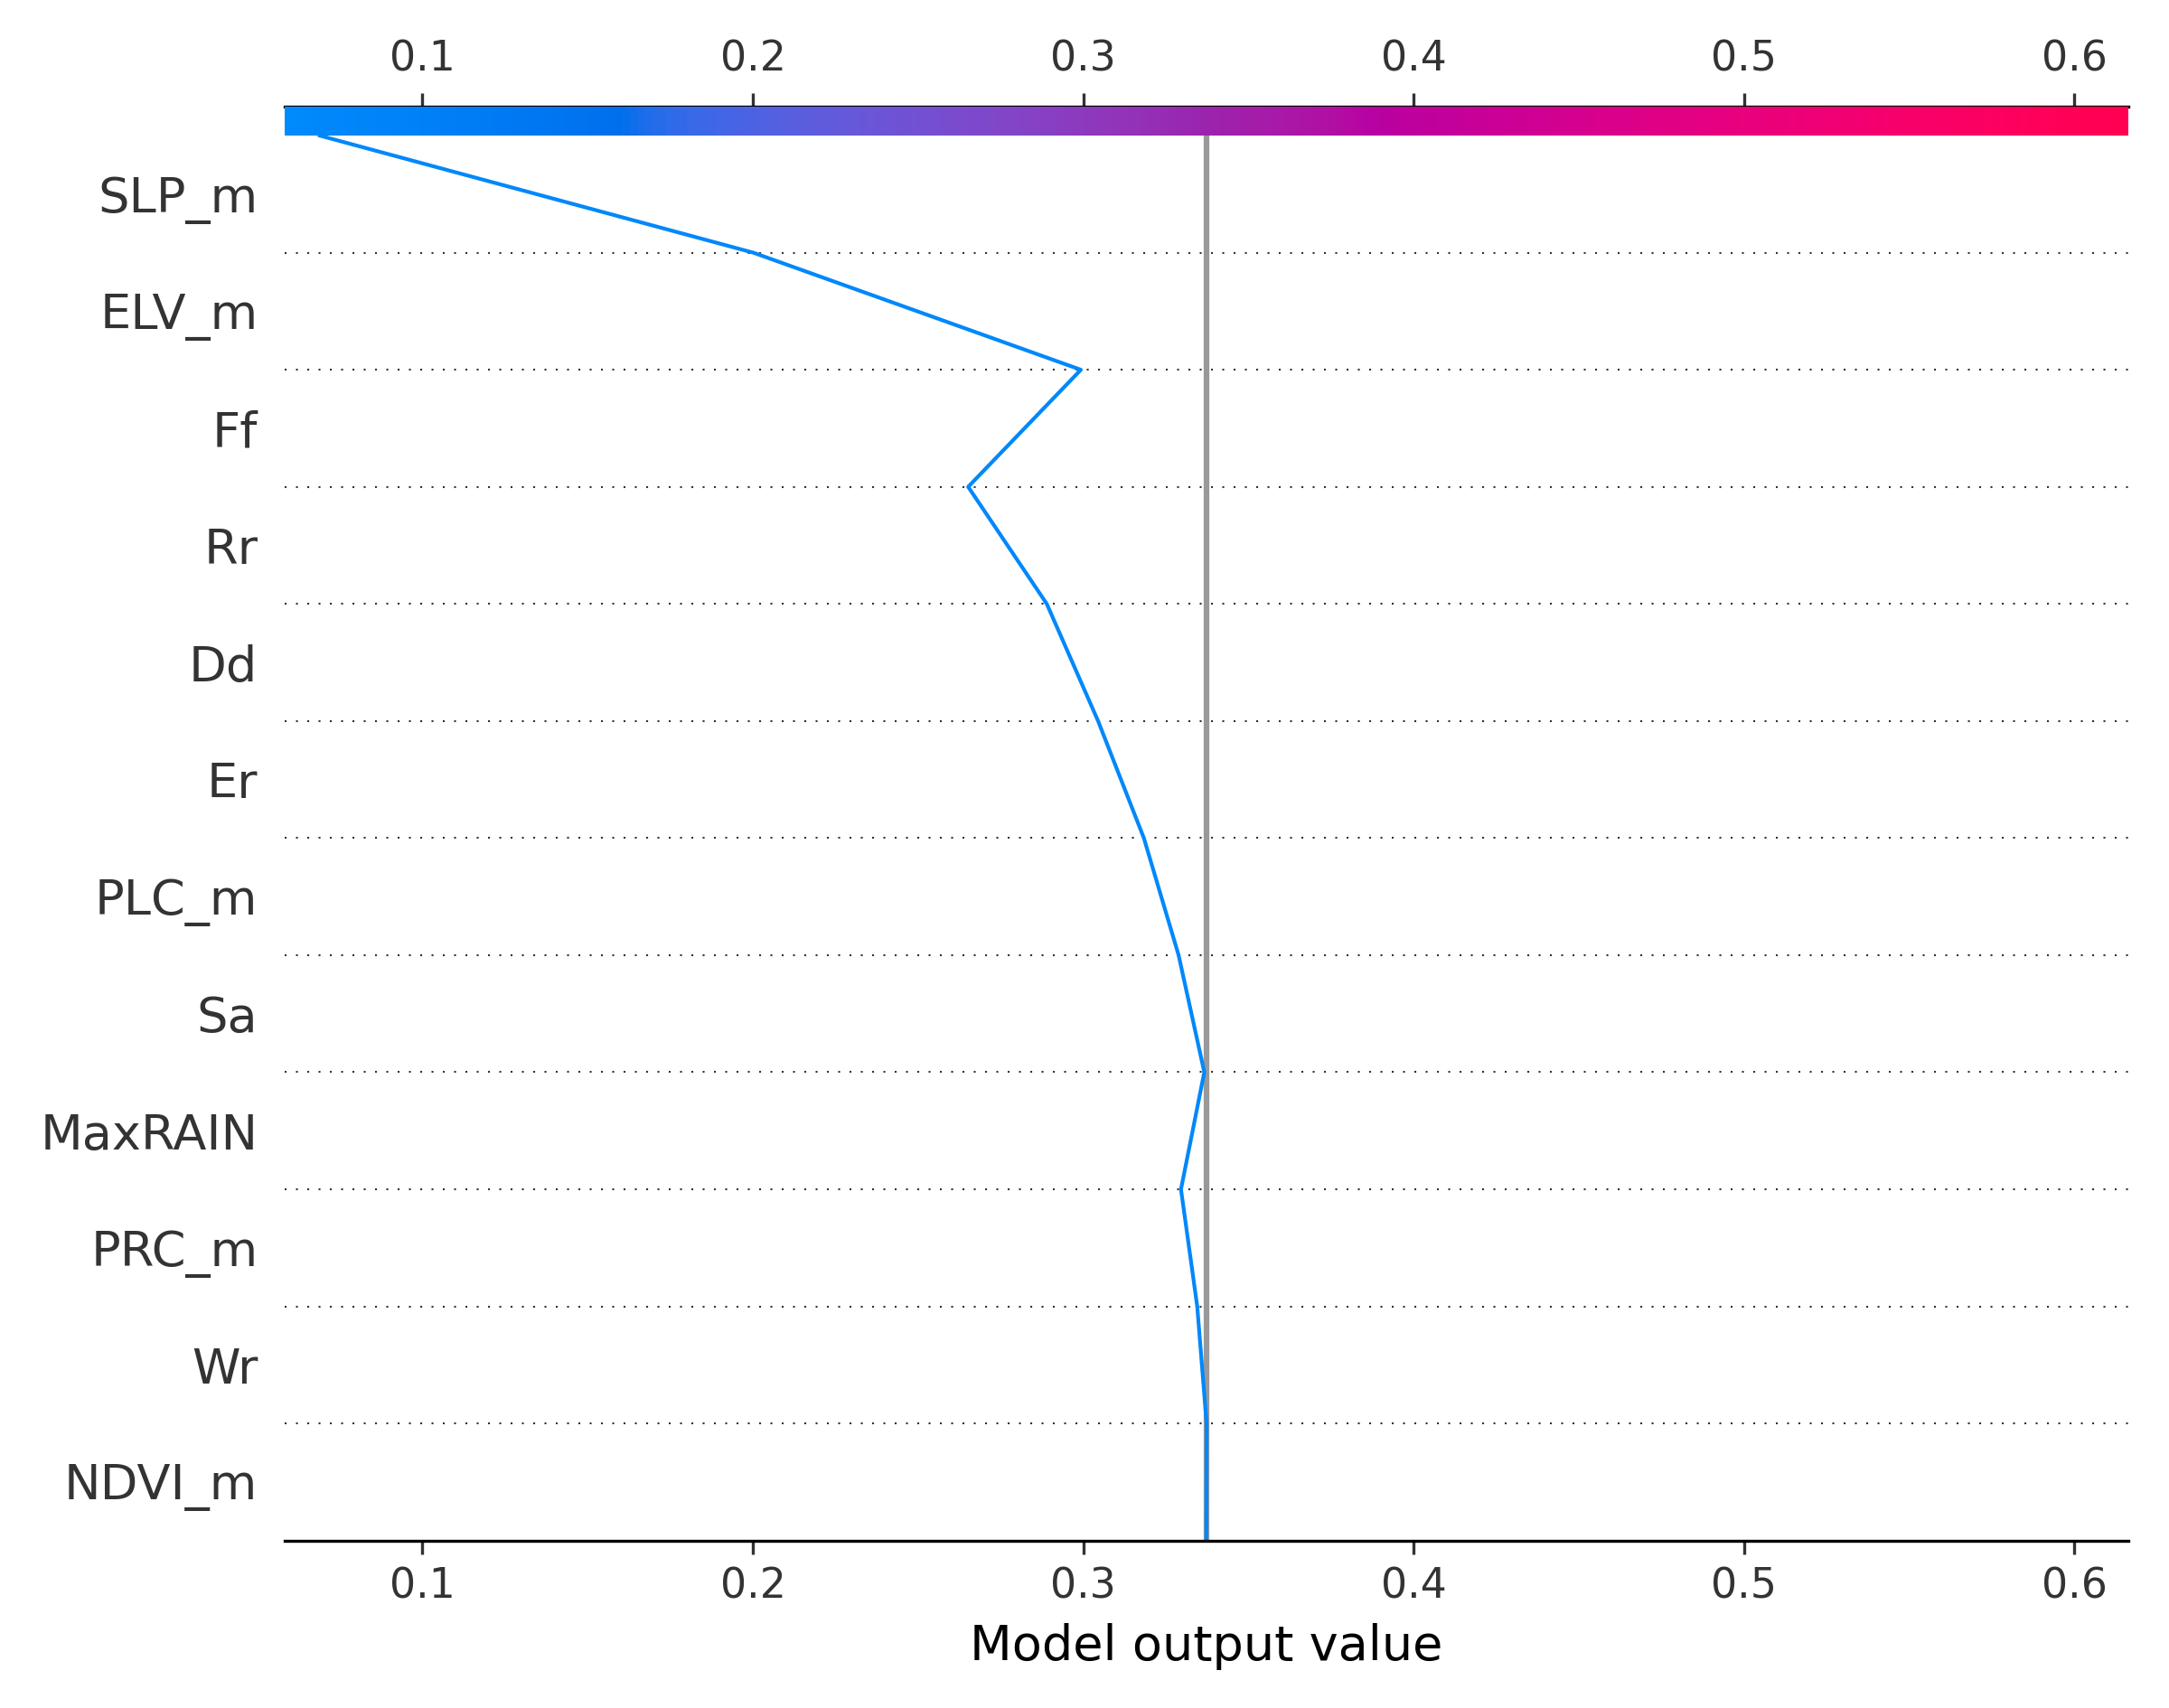 0.1 0.2 0.3 0.4 0.5 0.6
SLP_m
ELV_m
Ff
Rr
Dd
Er
PLC_m
Sa
MaxRAIN
PRC_m
Wr
NDVI_m
0.1 0.2 0.3 0.4 0.5 0.6
Model output value